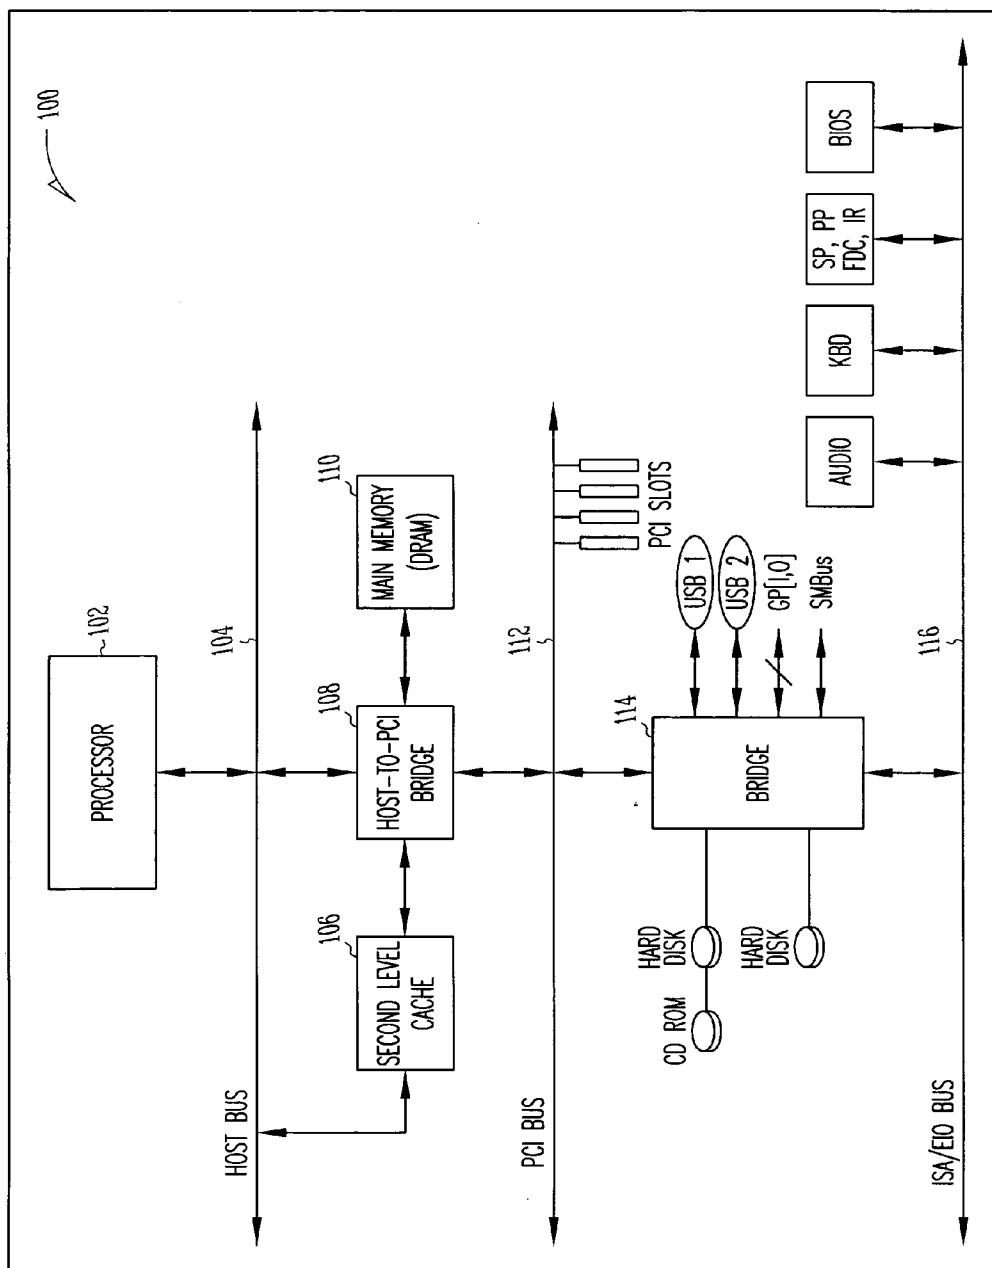 100
PROCESSOR
102
HOST BUS
104
SECOND LEVEL
CACHE
106
HOST-TO-PCI
BRIDGE
108
MAIN MEMORY
(DRAM)
110
PCI BUS
112
PCI SLOTS
CD ROM
HARD
DISK
HARD
DISK
BRIDGE
114
USB 1
USB 2
GP[1,0]
SMBus
AUDIO
KBD
SP, PP
FDC, IR
BIOS
ISA/EIO BUS
116